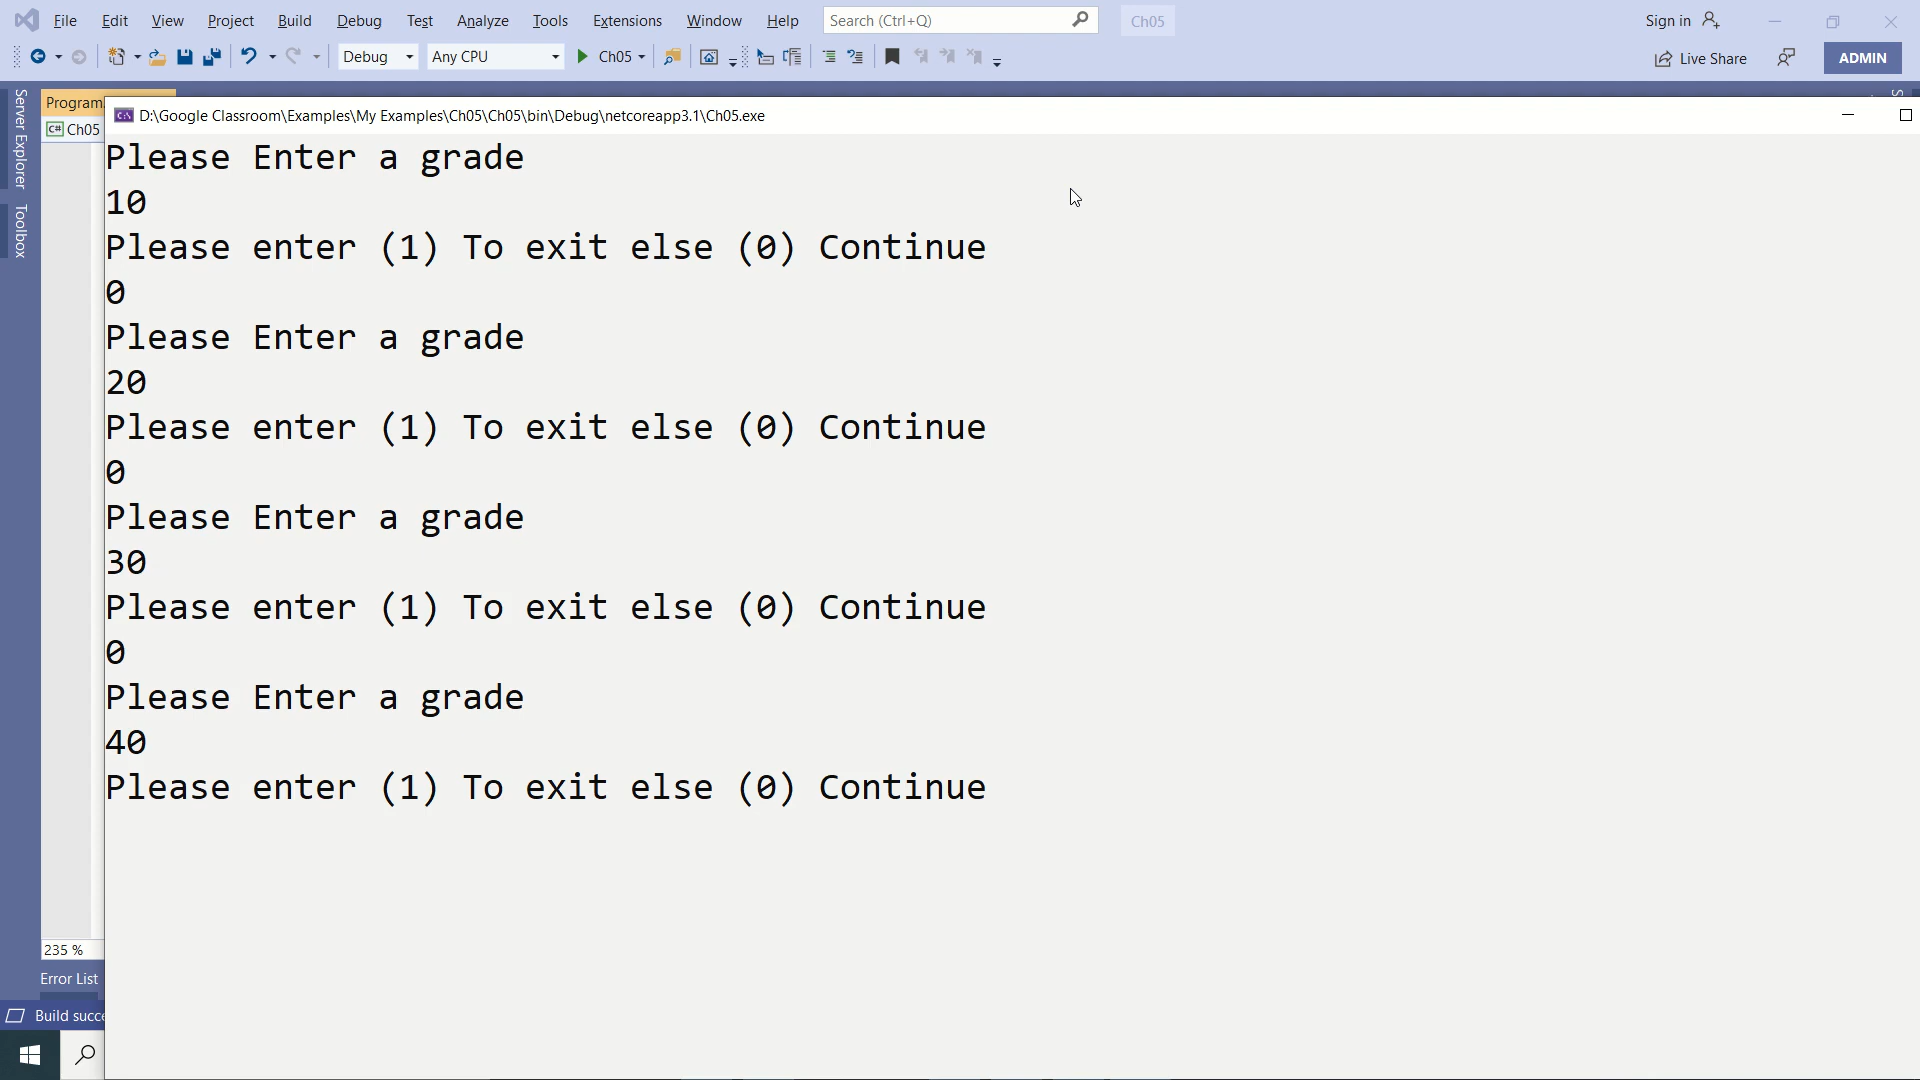 File Edit View Project Build Debug Test Analyze Tools Extensions Window Help Search (Ctrl+Q) Ch05 Sign in
Debug Any CPU Ch05 Live Share ADMIN
Server Explorer
Toolbox
Program.
C# Ch05
C:\ D:\Google Classroom\Examples\My Examples\Ch05\Ch05\bin\Debug\netcoreapp3.1\Ch05.exe
Please Enter a grade
10
Please enter (1) To exit else (0) Continue
0
Please Enter a grade
20
Please enter (1) To exit else (0) Continue
0
Please Enter a grade
30
Please enter (1) To exit else (0) Continue
0
Please Enter a grade
40
Please enter (1) To exit else (0) Continue
235 %
Error List
Build succe